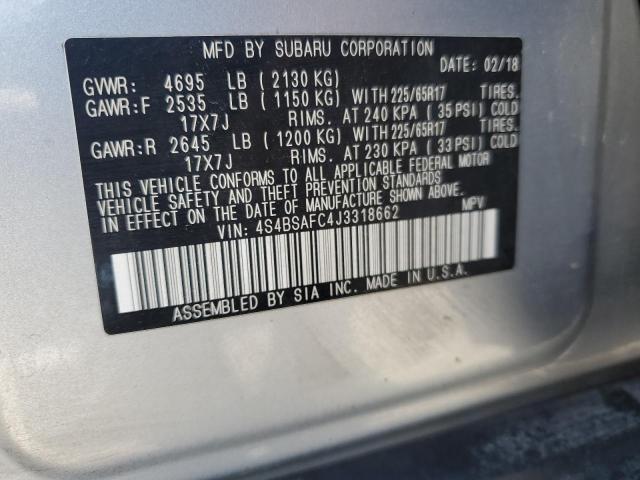 MFD BY SUBARU CORPORATION
DATE: 02/18
GVWR: 4695 LB (2130 KG)
GAWR:F 2535 LB (1150 KG) WITH 225/65R17 TIRES,
17X7J RIMS, AT 240 KPA (35 PSI) COLD
GAWR:R 2645 LB (1200 KG) WITH 225/65R17 TIRES,
17X7J RIMS, AT 230 KPA (33 PSI) COLD
THIS VEHICLE CONFORMS TO ALL APPLICABLE FEDERAL MOTOR
VEHICLE SAFETY AND THEFT PREVENTION STANDARDS
IN EFFECT ON THE DATE OF MANUFACTURE SHOWN ABOVE.
VIN: 4S4BSAFC4J3318662 MPV
ASSEMBLED BY SIA INC. MADE IN U.S.A.